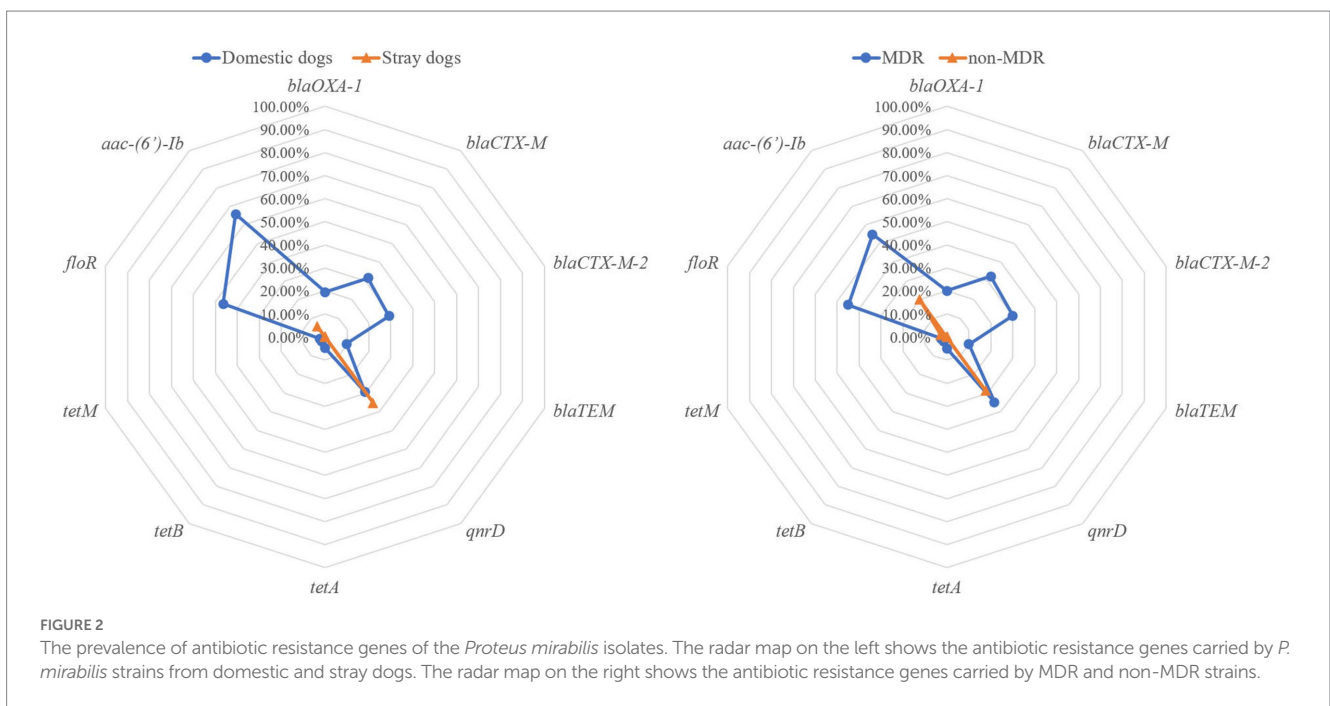 Domestic dogs Stray dogs
blaOXA-1
100.00%
90.00%
80.00%
70.00%
60.00%
50.00%
40.00%
30.00%
20.00%
10.00%
0.00%
blaCTX-M
blaCTX-M-2
blaTEM
qnrD
tetA
tetB
tetM
floR
aac-(6’)-Ib
MDR non-MDR
blaOXA-1
100.00%
90.00%
80.00%
70.00%
60.00%
50.00%
40.00%
30.00%
20.00%
10.00%
0.00%
blaCTX-M
blaCTX-M-2
blaTEM
qnrD
tetA
tetB
tetM
floR
aac-(6’)-Ib
FIGURE 2
The prevalence of antibiotic resistance genes of the Proteus mirabilis isolates. The radar map on the left shows the antibiotic resistance genes carried by P.
mirabilis strains from domestic and stray dogs. The radar map on the right shows the antibiotic resistance genes carried by MDR and non-MDR strains.